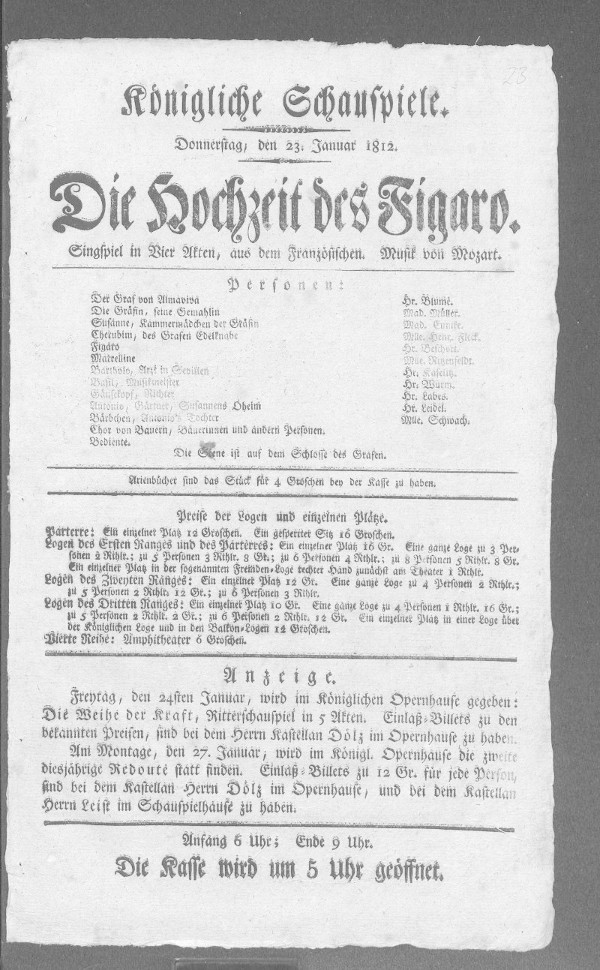 23
Königliche Schauspiele.
Donnerstag, den 23. Januar 1812.
Die Hochzeit des Figaro.
Singspiel in Vier Akten, aus dem Französischen. Musik von Mozart.
Personen:
Der Graf von Almaviva Hr. Blume.
Die Gräfin, seine Gemahlin Mad. Müller.
Susanne, Kammermädchen der Gräfin Mad. Eunike.
Cherubim, des Grafen Edelknabe Mlle. Henr. Fleck.
Figaro Hr. Beschort.
Marzelline Mlle.
Bartholo, Arzt in Sevillen Hr. Kaselitz.
Basil, Musikmeister Hr. Wurm.
Gänsekopf, Richter Hr. Labes.
Antonio, Gärtner, Susannens Oheim Hr. Leidel.
Bärbchen, Antonio's Tochter Mlle. Schwach.
Chor von Bauern, Bäuerinnen und andern Personen.
Bediente.
Die Scene ist auf dem Schlosse des Grafen.
Arienbücher sind das Stück für 4 Groschen bey der Kasse zu haben.
Preise der Logen und einzelnen Plätze.
Parterre: Ein einzelner Platz 12 Groschen. Ein gesperrter Sitz 16 Groschen.
Logen des Ersten Ranges und des Parterres: Ein einzelner Platz 16 Gr. Eine ganze Loge zu 3 Per-
sonen 2 Rthlr.; zu 5 Personen 3 Rthlr. 8 Gr.; zu 6 Personen 4 Rthlr.; zu 8 Personen 5 Rthlr. 8 Gr.
Ein einzelner Platz in der sogenannten Fremden-Loge rechter Hand zunächst am Theater 1 Rthlr.
Logen des Zweyten Ranges: Ein einzelner Platz 12 Gr. Eine ganze Loge zu 4 Personen 2 Rthlr.;
zu 5 Personen 2 Rthlr. 12 Gr.; zu 6 Personen 3 Rthlr.
Logen des Dritten Ranges: Ein einzelner Platz 10 Gr. Eine ganze Loge zu 4 Personen 1 Rthlr. 16 Gr.;
zu 5 Personen 2 Rthlr. 2 Gr.; zu 6 Personen 2 Rthlr. 12 Gr. Ein einzelner Platz in einer Loge über
der Königlichen Loge und in den Balkon-Logen 12 Groschen.
Vierte Reihe: Amphitheater 6 Groschen.
Anzeige.
Freytag, den 24sten Januar, wird im Königlichen Opernhause gegeben:
Die Weihe der Kraft, Ritterschauspiel in 5 Akten. Einlaß-Billets zu den
bekannten Preisen, sind bei dem Herrn Kastellan Dölz im Opernhause zu haben.
Am Montage, den 27. Januar, wird im Königl. Opernhause die zweite
diesjährige Redoute statt finden. Einlaß-Billets zu 12 Gr. für jede Person,
sind bei dem Kastellan Herrn Dölz im Opernhause, und bei dem Kastellan
Herrn Leist im Schauspielhause zu haben.
Anfang 6 Uhr; Ende 9 Uhr.
Die Kasse wird um 5 Uhr geöffnet.